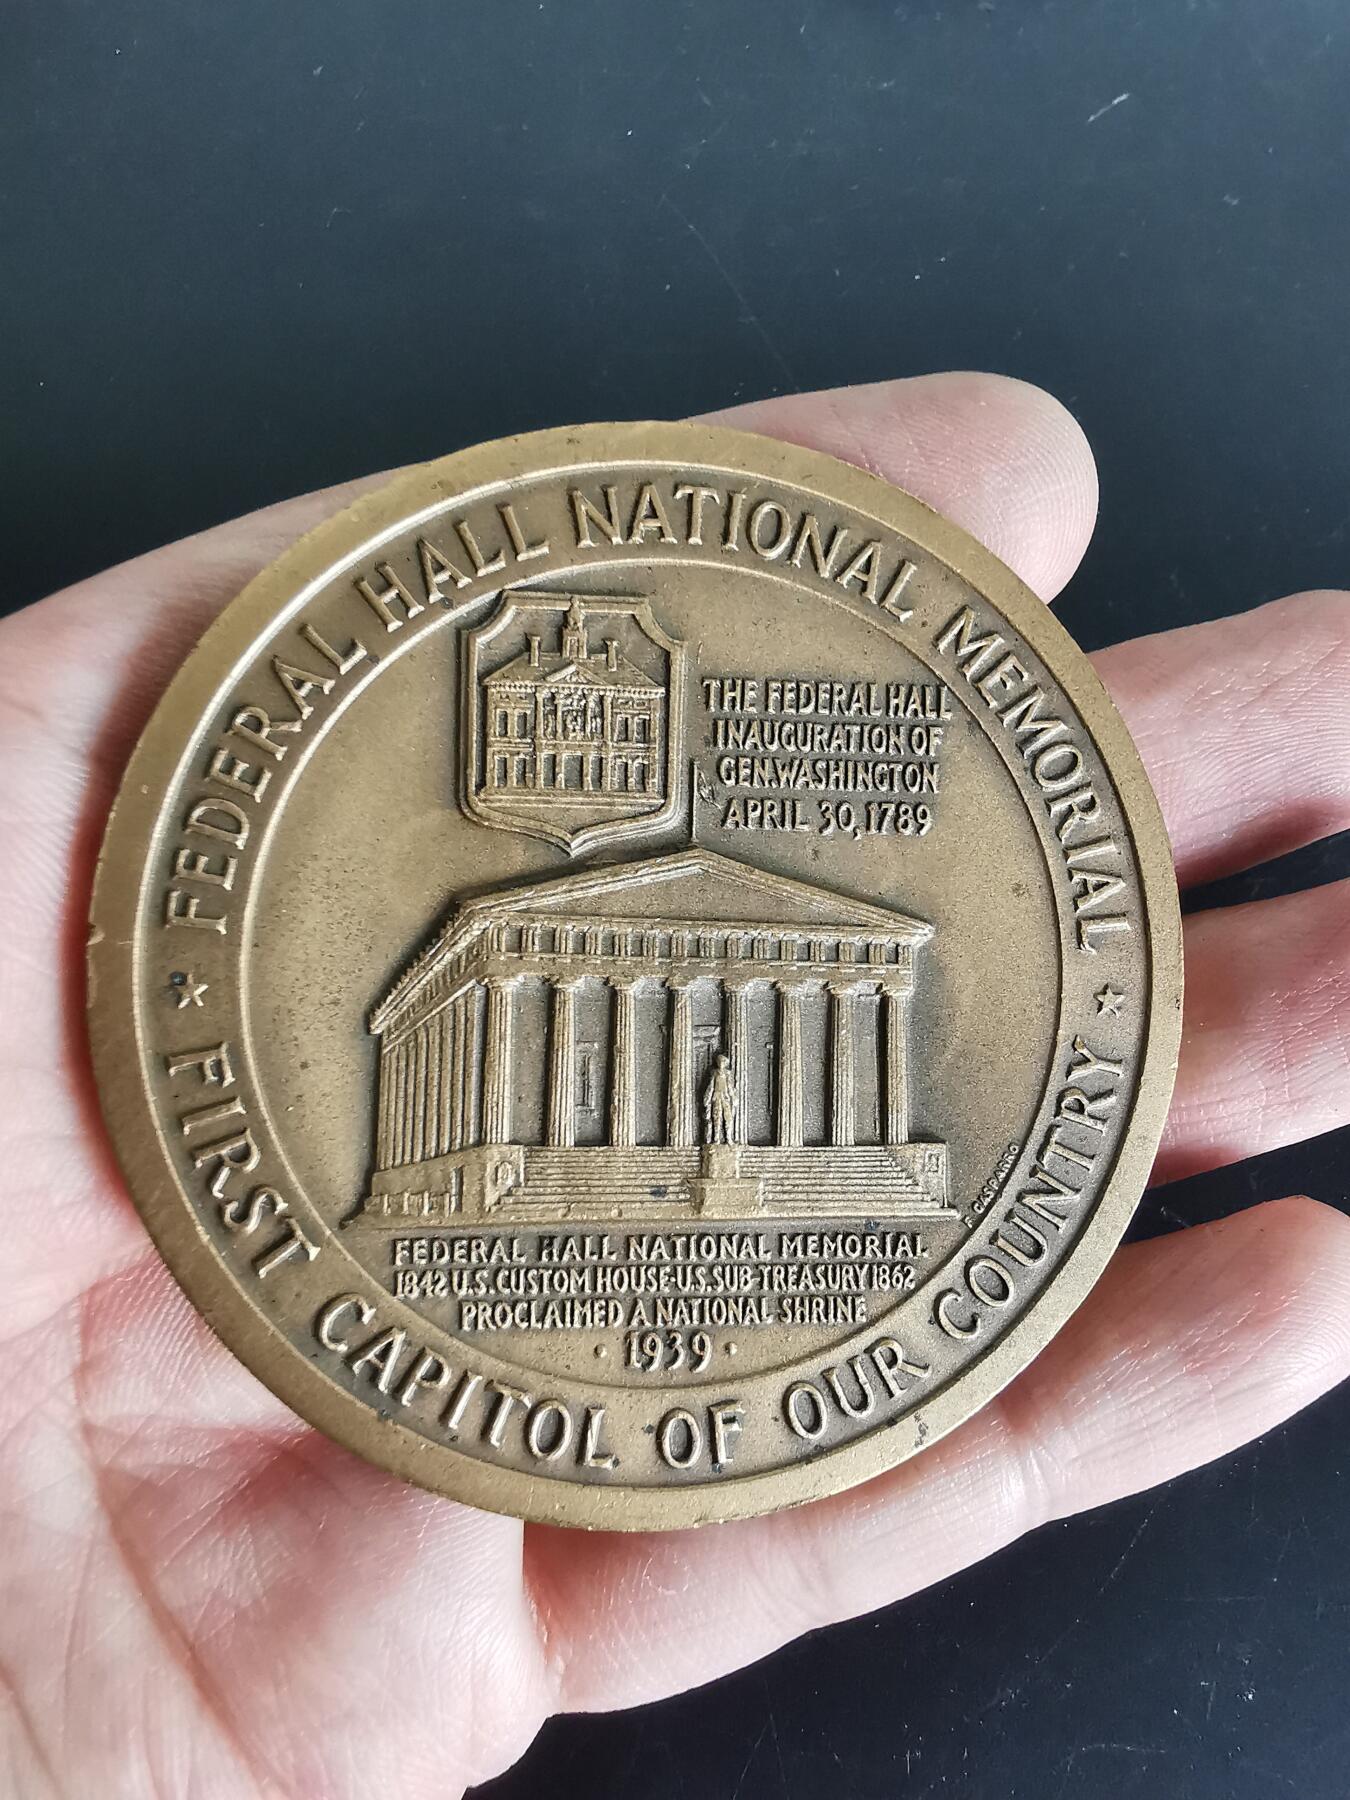 FEDERAL HALL NATIONAL MEMORIAL
THE FEDERAL HALL
INAUGURATION OF
GEN. WASHINGTON
APRIL 30, 1789
F. GASPARRO
FEDERAL HALL NATIONAL MEMORIAL
1842 U.S. CUSTOM HOUSE-U.S. SUB-TREASURY 1862
PROCLAIMED A NATIONAL SHRINE
· 1939 ·
★ FIRST CAPITOL OF OUR COUNTRY ★